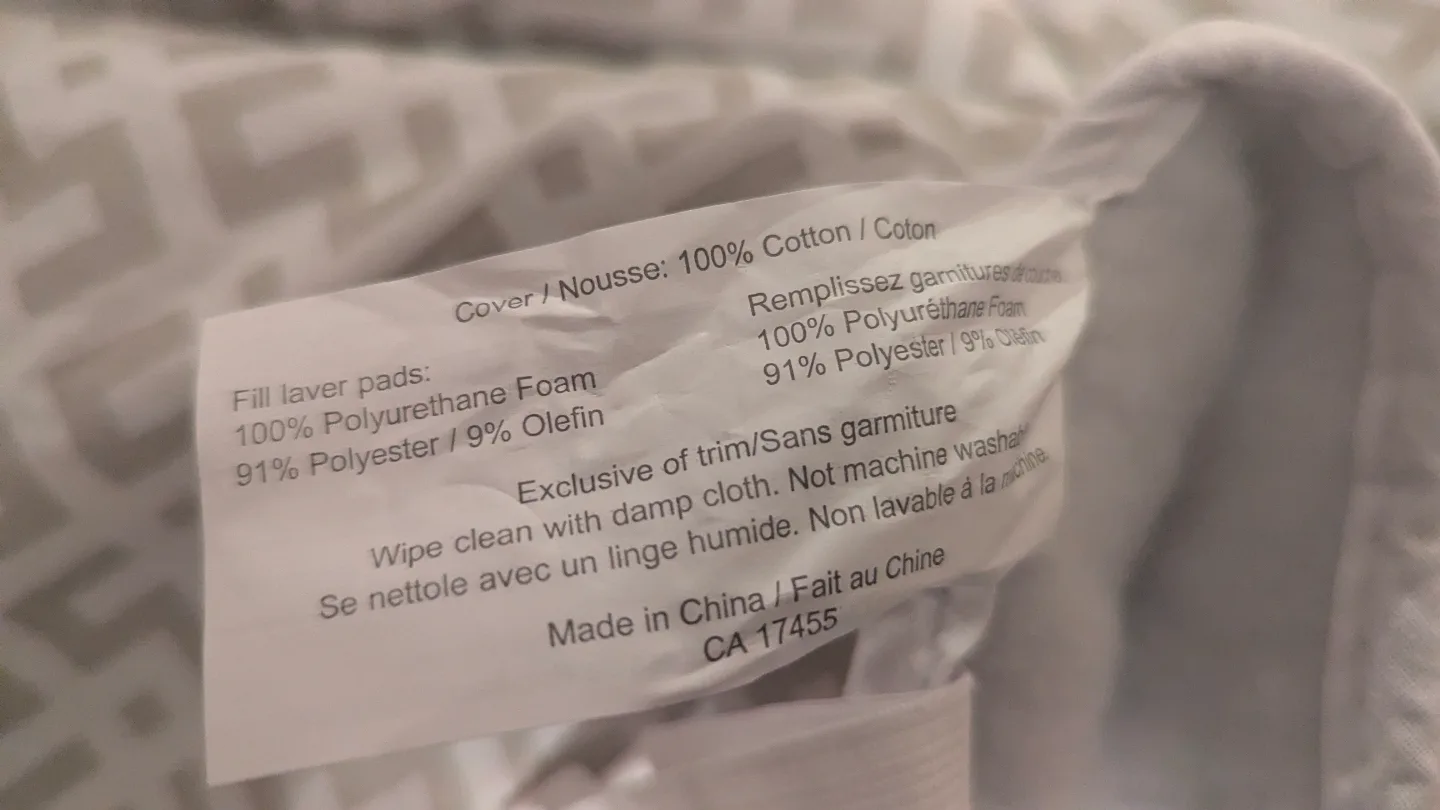 Cover / Nousse: 100% Cotton / Coton
Fill laver pads:
100% Polyurethane Foam
91% Polyester / 9% Olefin
Remplissez garnitures
100% Polyuréthane Foam
91% Polyester / 9% Olefin
Exclusive of trim/Sans garmiture
Wipe clean with damp cloth. Not machine
Se nettole avec un linge humide. Non lavable á la machine.
Made in China / Fait au Chine
CA 17455